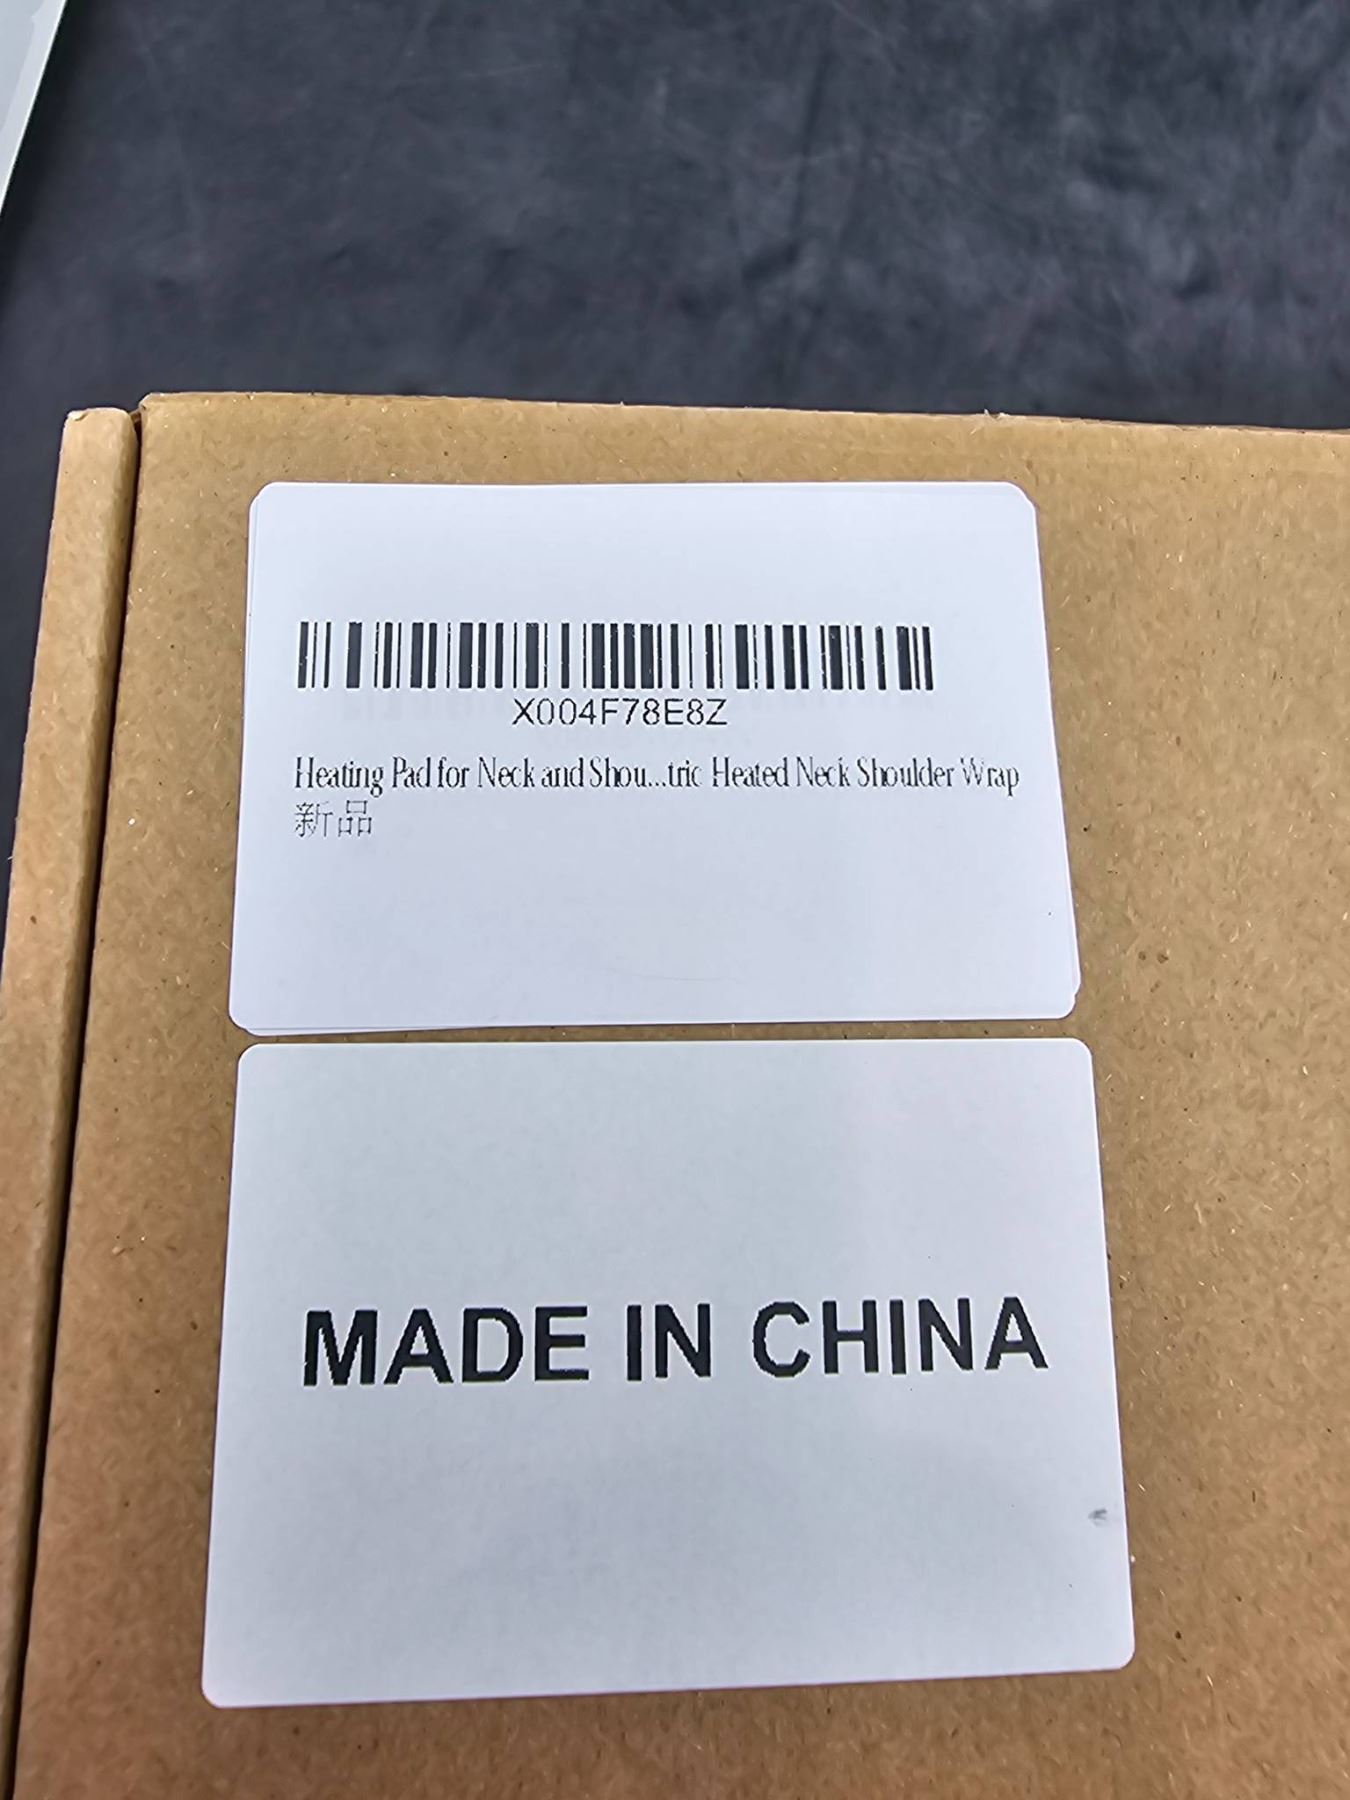 X004F78E8Z
Heating Pad for Neck and Shou...tric Heated Neck Shoulder Wrap
新品
MADE IN CHINA